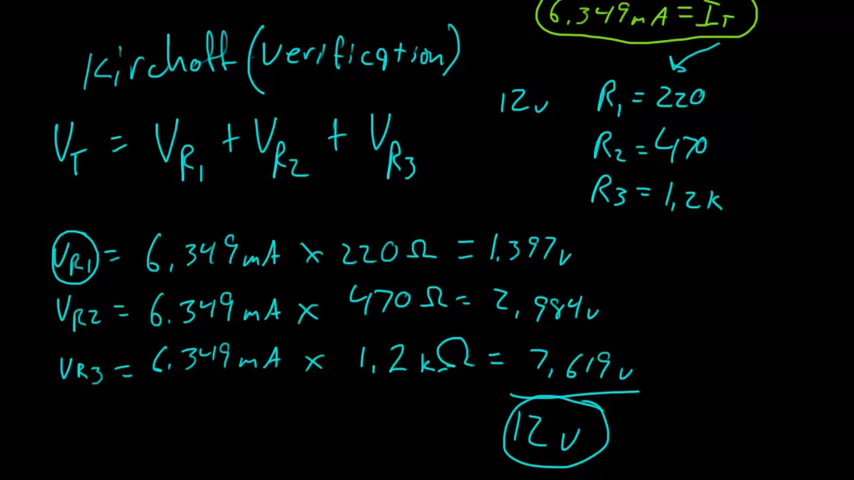 6.349mA = IT
Kirchoff (Verification)
12v R1 = 220
VT = VR1 + VR2 + VR3
R2 = 470
R3 = 1,2k
VR1 = 6,349mA × 220Ω = 1.397v
VR2 = 6.349mA × 470Ω = 2,984v
VR3 = 6.349mA × 1.2kΩ = 7,619v
12v